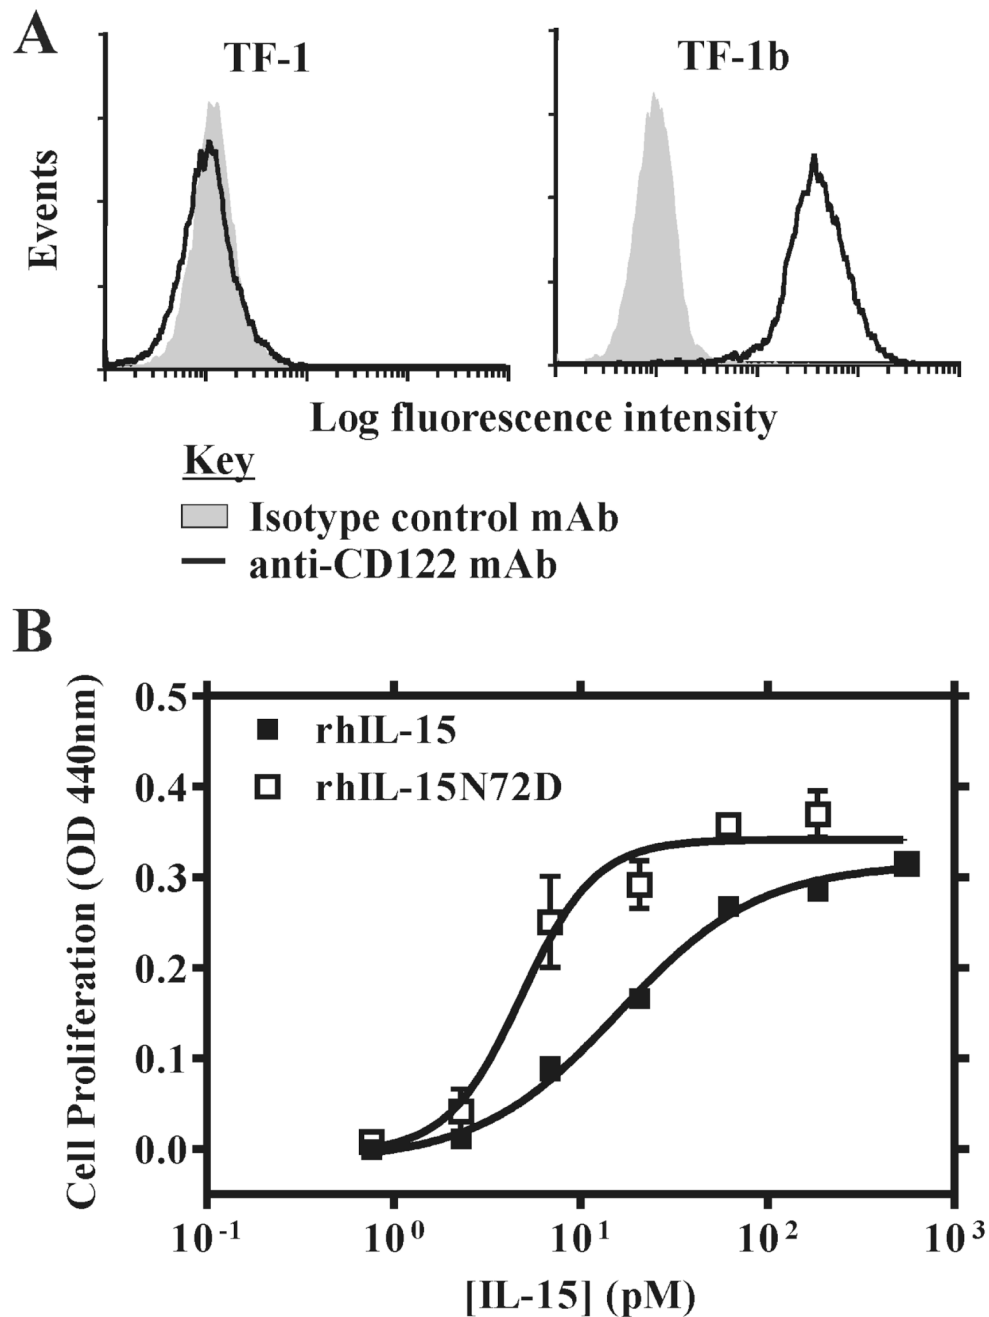 A
TF-1
TF-1b
Events
Log fluorescence intensity
Key
Isotype control mAb
anti-CD122 mAb
B
Cell Proliferation (OD 440nm)
0.5
0.4
0.3
0.2
0.1
0.0
rhIL-15
rhIL-15N72D
10⁻¹ 10⁰ 10¹ 10² 10³
[IL-15] (pM)